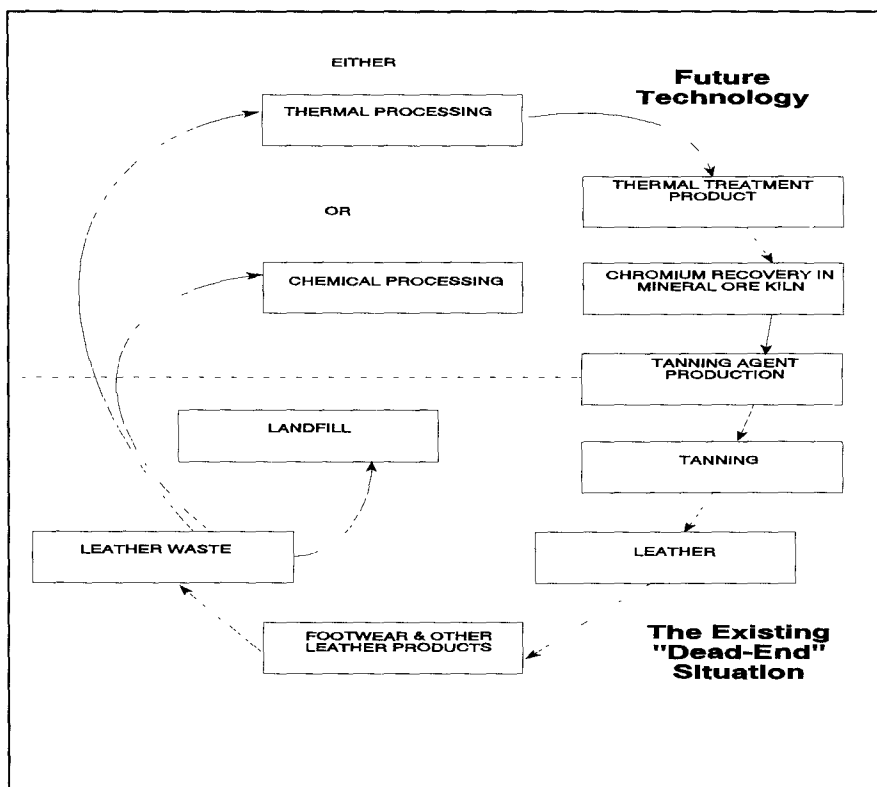 EITHER
Future
Technology
THERMAL PROCESSING
THERMAL TREATMENT
PRODUCT
OR
CHEMICAL PROCESSING
CHROMIUM RECOVERY IN
MINERAL ORE KILN
TANNING AGENT
PRODUCTION
LANDFILL
TANNING
LEATHER WASTE
LEATHER
FOOTWEAR & OTHER
LEATHER PRODUCTS
The Existing
"Dead-End"
Situation